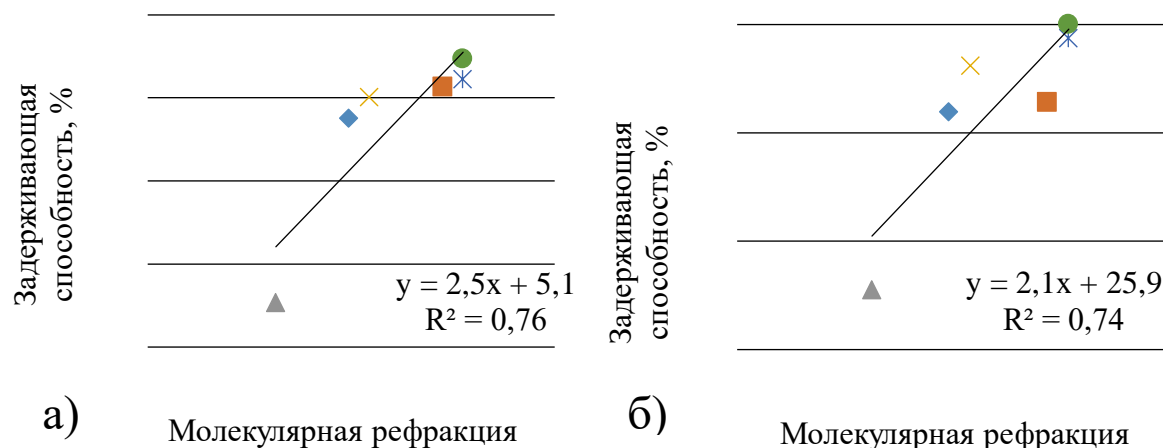 Задерживающая
способность, %
y = 2,5x + 5,1
R² = 0,76
а)
Молекулярная рефракция
Задерживающая
способность, %
y = 2,1x + 25,9
R² = 0,74
б)
Молекулярная рефракция